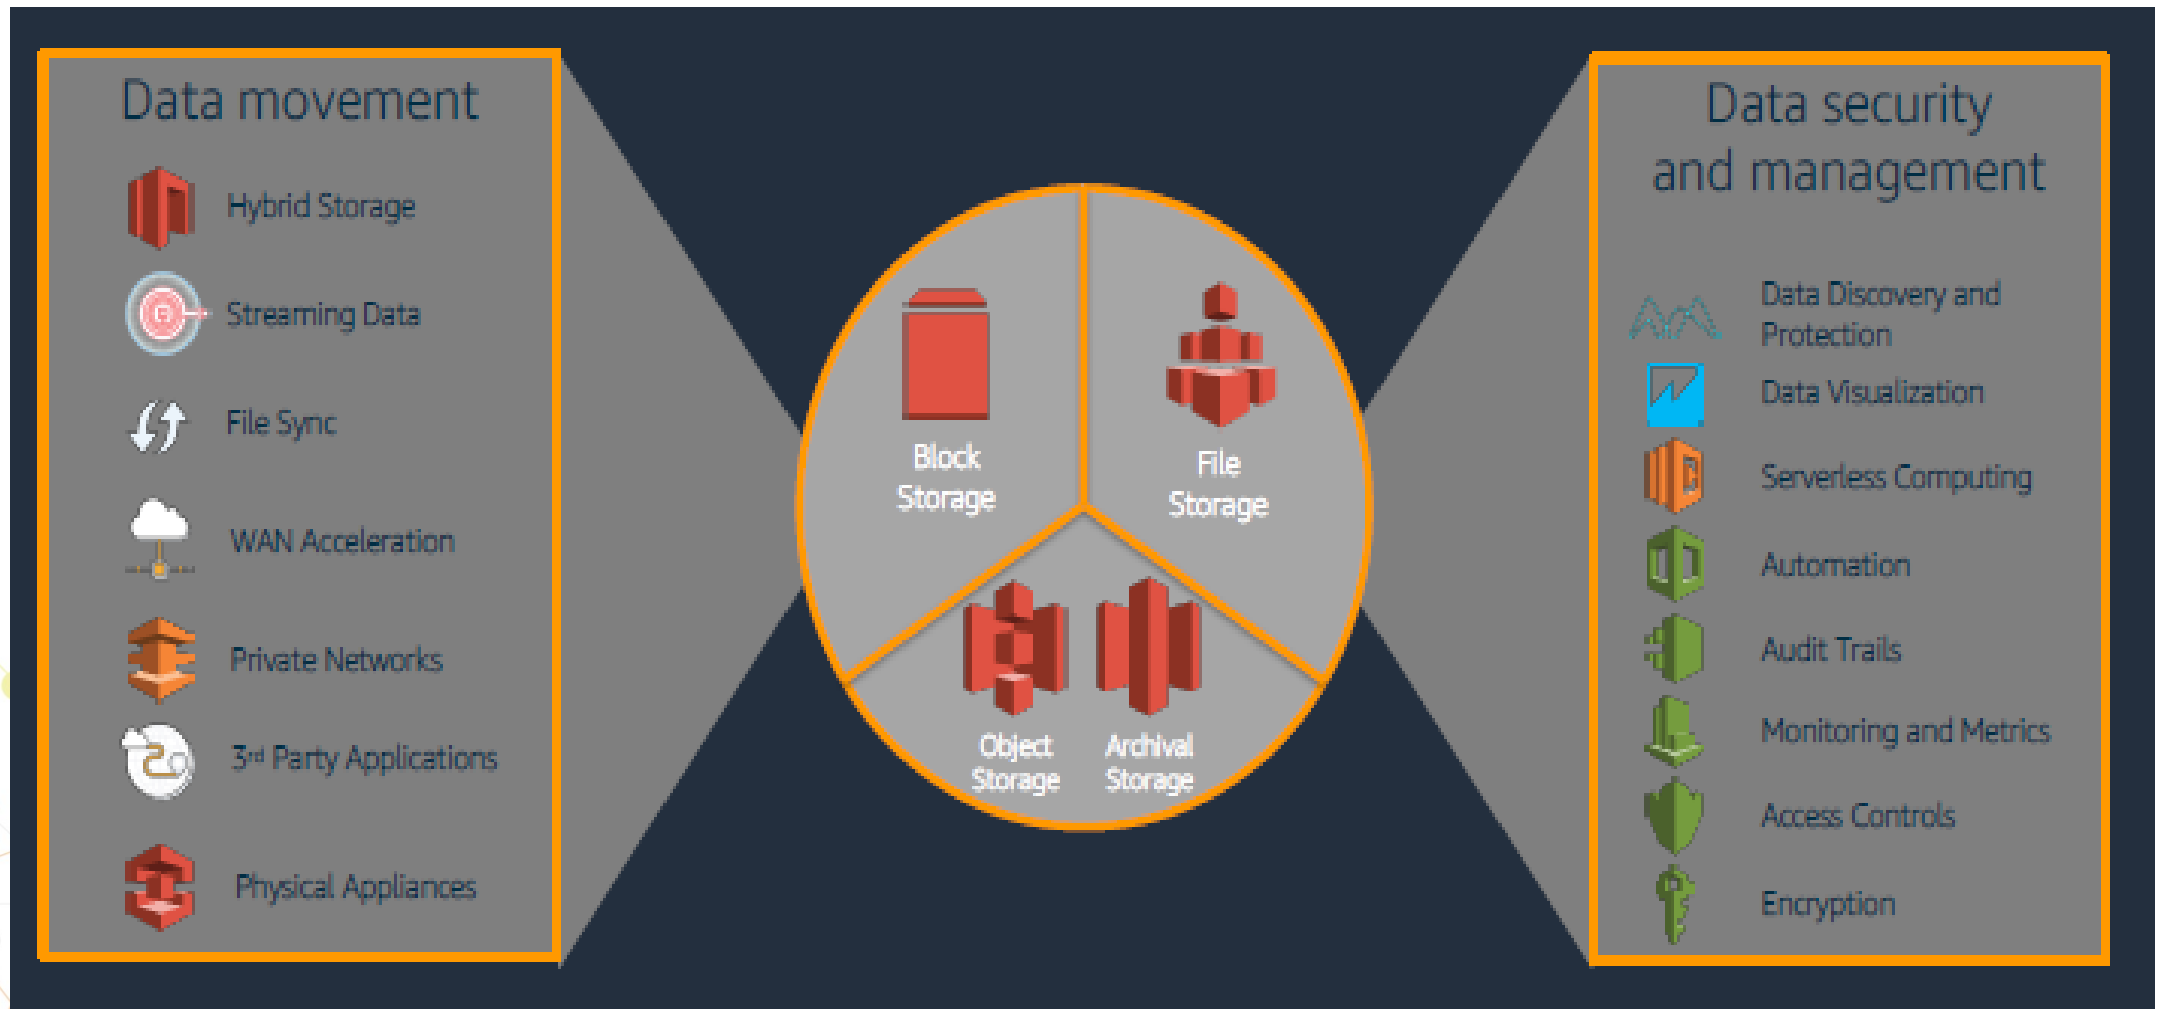 Data movement
Hybrid Storage
Streaming Data
File Sync
WAN Acceleration
Private Networks
3rd Party Applications
Physical Appliances
Block
Storage
File
Storage
Object
Storage
Archival
Storage
Data security
and management
Data Discovery and
Protection
Data Visualization
Serverless Computing
Automation
Audit Trails
Monitoring and Metrics
Access Controls
Encryption